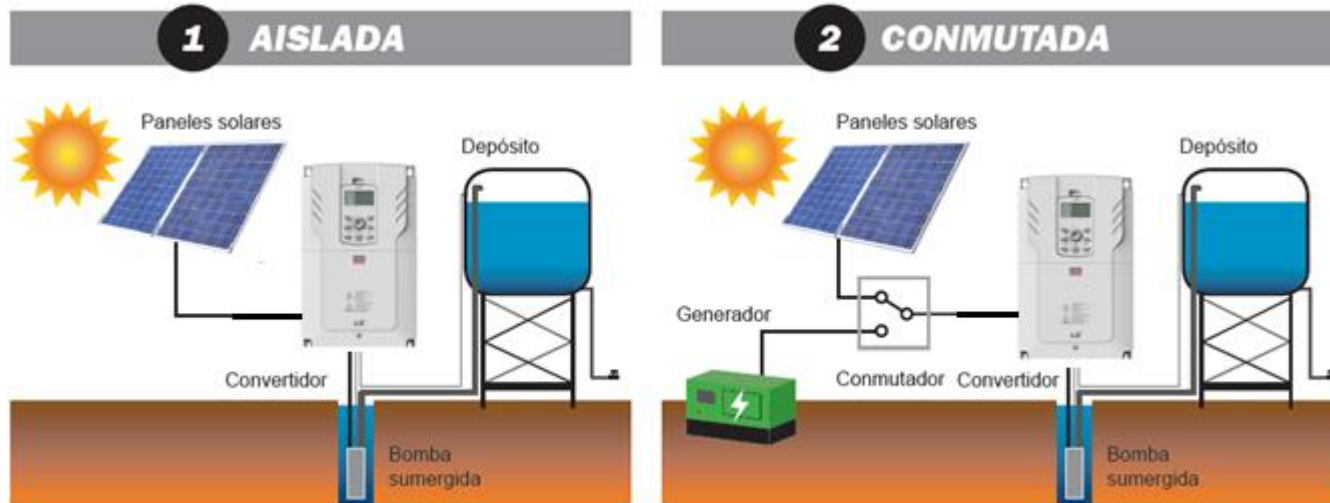 1 AISLADA
Paneles solares
Depósito
Convertidor
Bomba
sumergida
2 CONMUTADA
Paneles solares
Depósito
Generador
Conmutador
Convertidor
Bomba
sumergida